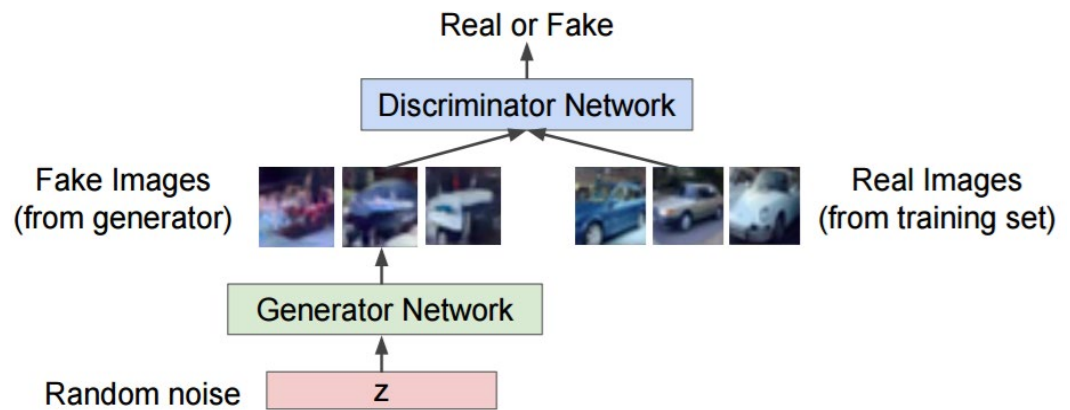 Real or Fake
Discriminator Network
Fake Images
(from generator)
Real Images
(from training set)
Generator Network
Random noise
z